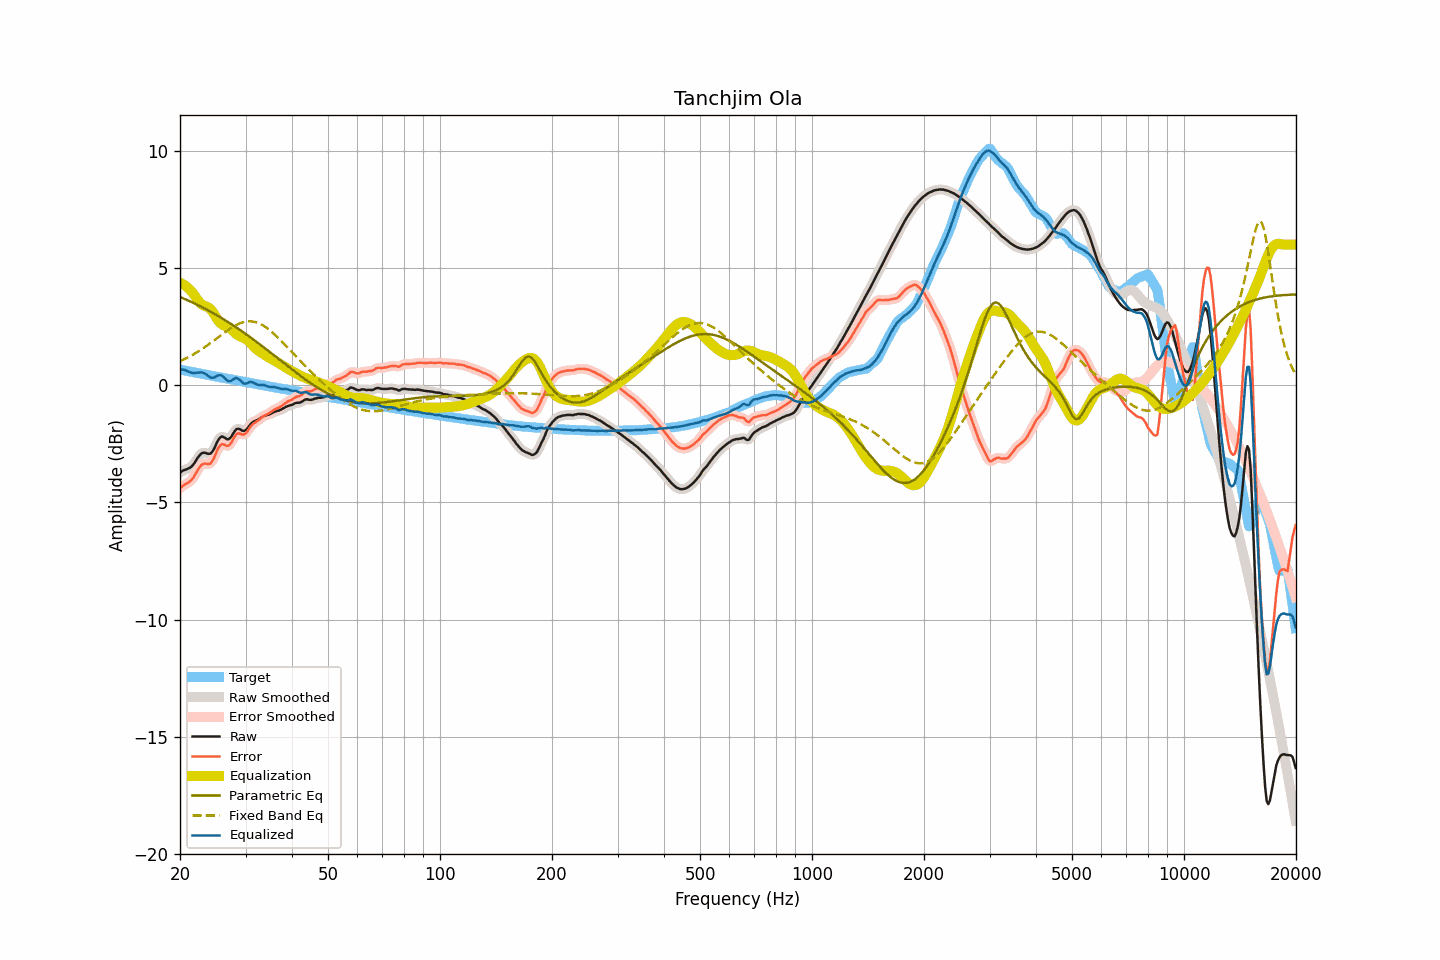 Tanchjim Ola
10
5
0
−5
−10
−15
−20
Amplitude (dBr)
Target
Raw Smoothed
Error Smoothed
Raw
Error
Equalization
Parametric Eq
Fixed Band Eq
Equalized
20 50 100 200 500 1000 2000 5000 10000 20000
Frequency (Hz)